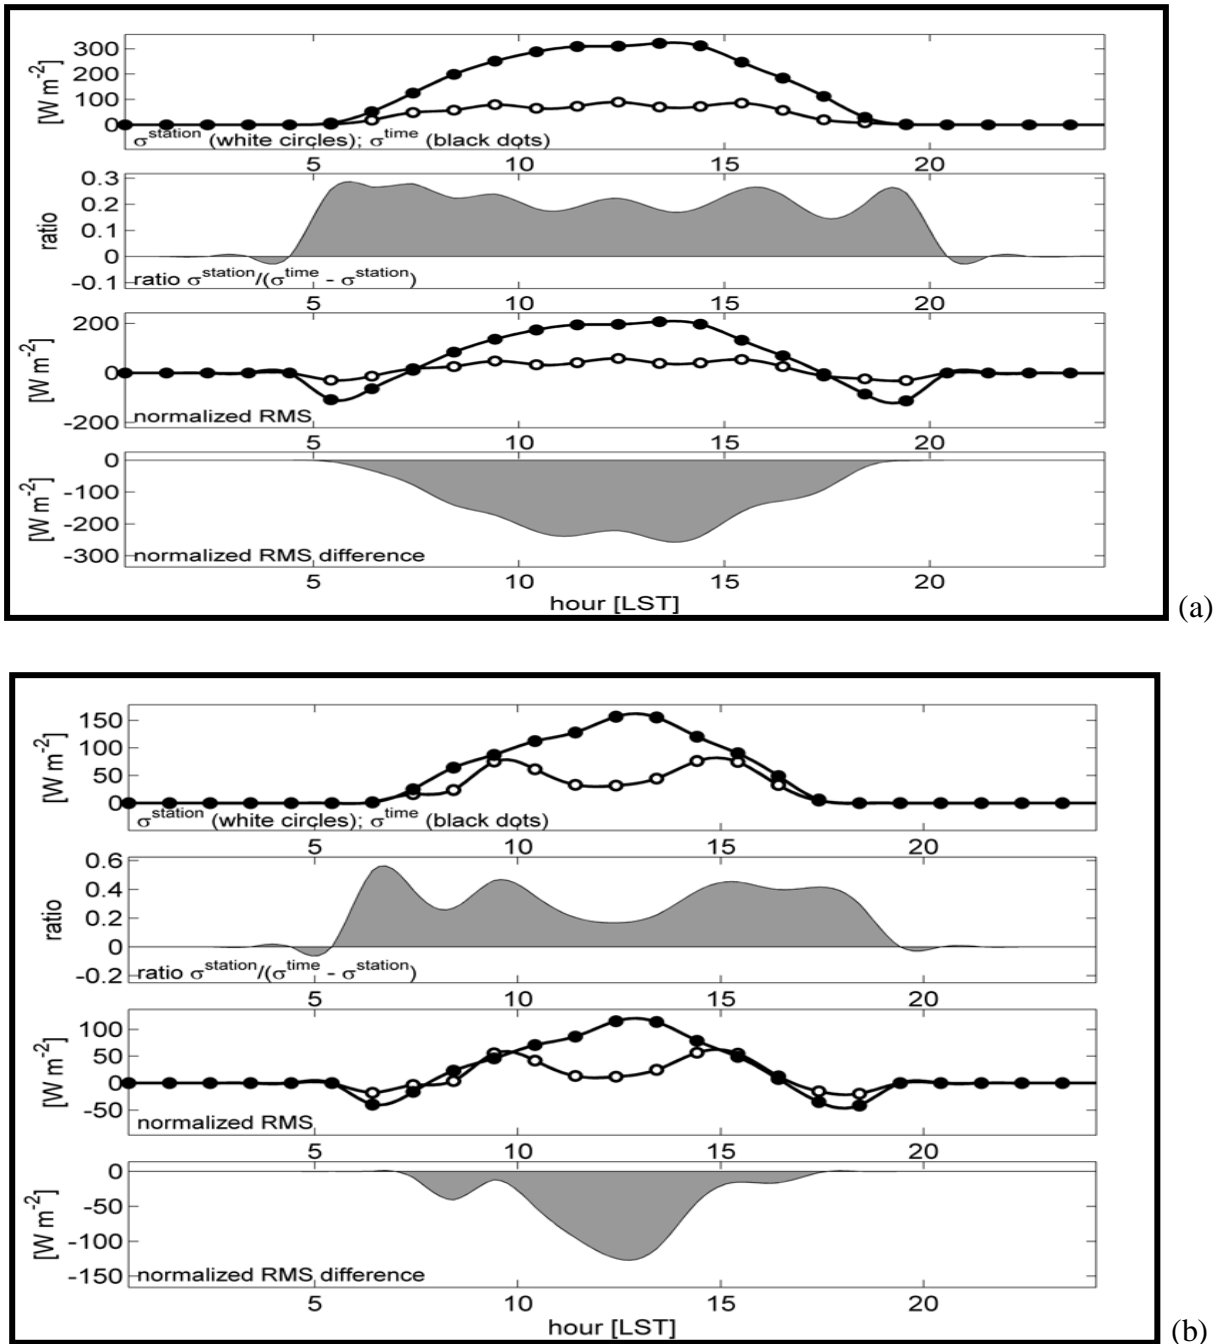 300
200
100
0
[W m-2]
σstation (white circles); σtime (black dots)
5 10 15 20
0.3
0.2
0.1
0
-0.1
ratio
ratio σstation/(σtime - σstation)
5 10 15 20
200
0
-200
[W m-2]
normalized RMS
5 10 15 20
0
-100
-200
-300
[W m-2]
normalized RMS difference
5 10 15 20
hour [LST]
(a)
150
100
50
0
[W m-2]
σstation (white circles); σtime (black dots)
5 10 15 20
0.6
0.4
0.2
0
-0.2
ratio
ratio σstation/(σtime - σstation)
5 10 15 20
100
50
0
-50
[W m-2]
normalized RMS
5 10 15 20
0
-50
-100
-150
[W m-2]
normalized RMS difference
5 10 15 20
hour [LST]
(b)